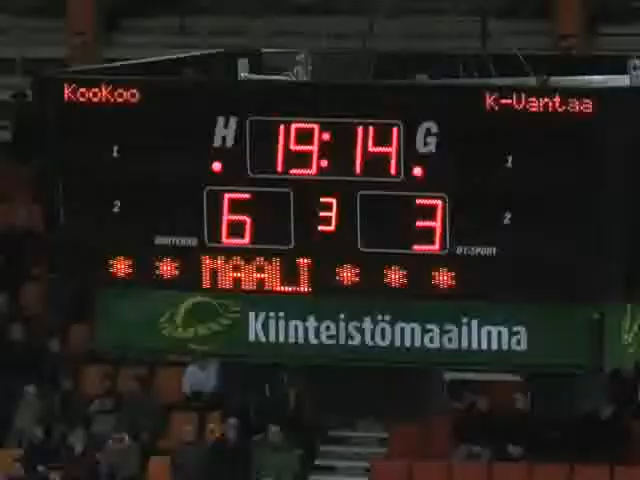 KooKoo K-Vantaa
H 19:14 G
1 1
6 3 3
2 2
* * MAALI * * *
Kiinteistömaailma